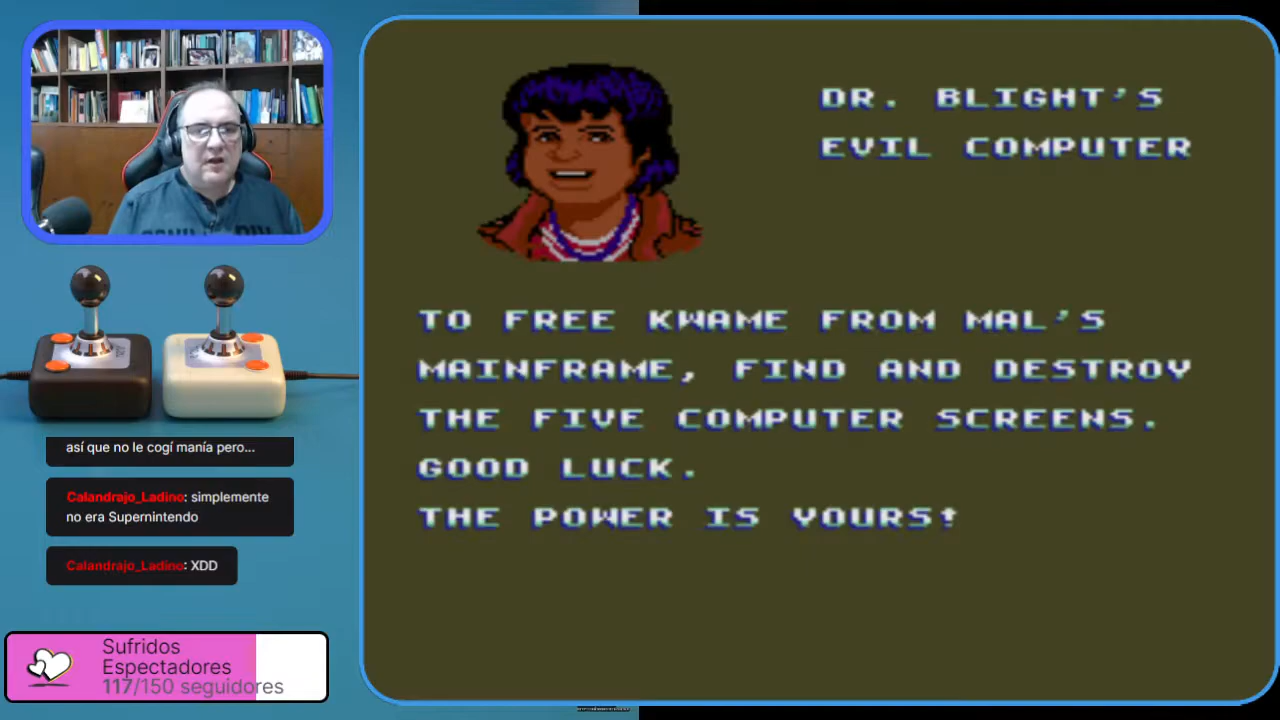 DR. BLIGHT'S
EVIL COMPUTER
TO FREE KWAME FROM MAL'S
MAINFRAME, FIND AND DESTROY
THE FIVE COMPUTER SCREENS.
GOOD LUCK.
THE POWER IS YOURS!
así que no le cogí manía pero...
Calandrajo_Ladino: simplemente
no era Supernintendo
Calandrajo_Ladino: XDD
Sufridos
Espectadores
117/150 seguidores